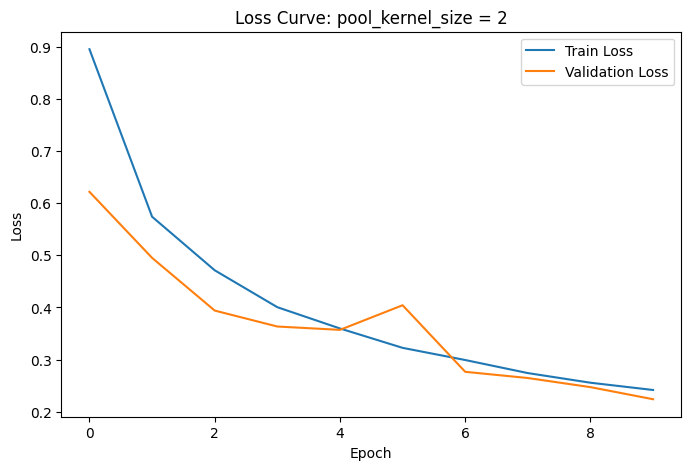 Loss Curve: pool_kernel_size = 2
Train Loss
Validation Loss
Loss
0.9
0.8
0.7
0.6
0.5
0.4
0.3
0.2
0 2 4 6 8
Epoch